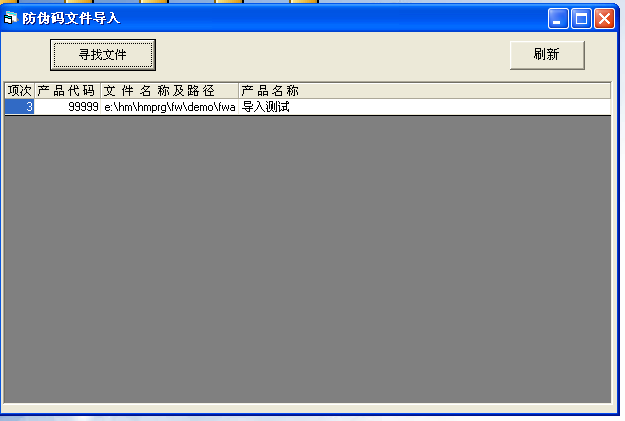 防伪码文件导入
寻找文件
刷新
项次 产品代码 文件名称及路径 产品名称
3 99999 e:\hm\hmprg\fw\demo\fwa 导入测试